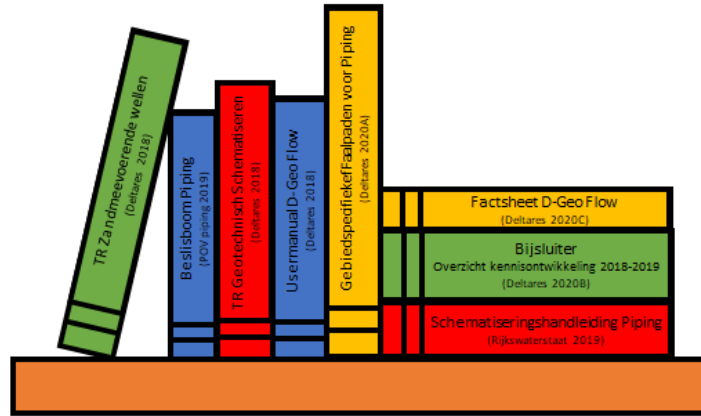 TR Zandmeevoerende wellen
(Deltares 2018)
Beslisboom Piping
(POV piping 2019)
TR Geotechnisch Schematiseren
(Deltares 2018)
Usermanual D-Geo Flow
(Deltares 2018)
Gebiedspecifieke Faalpaden voor Piping
(Deltares 2020A)
Factsheet D-Geo Flow
(Deltares 2020C)
Bijsluiter
Overzicht kennisontwikkeling 2018-2019
(Deltares 2020B)
Schematiseringshandleiding Piping
(Rijkswaterstaat 2019)